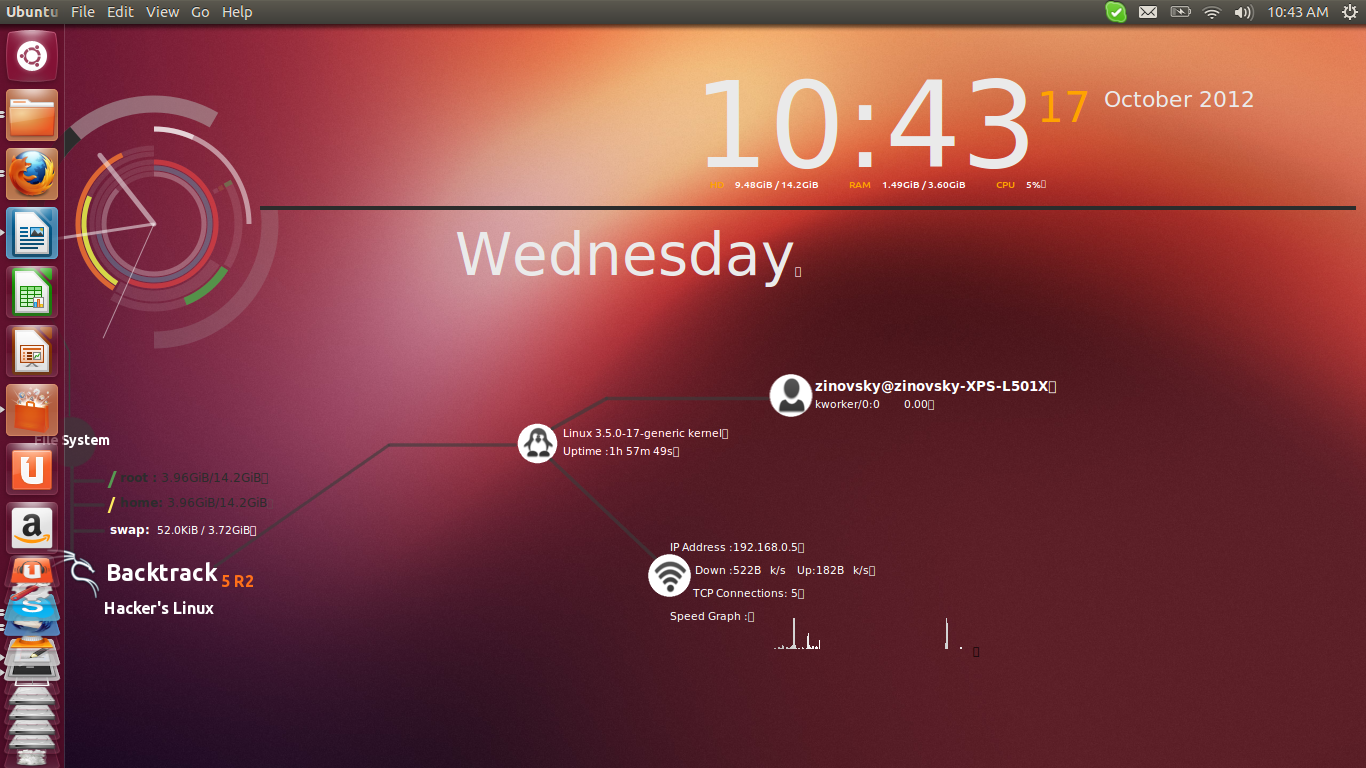 Ubuntu File Edit View Go Help 10:43 AM
10:43 17 October 2012
HD 9.48GiB / 14.2GiB RAM 1.49GiB / 3.60GiB CPU 5%
Wednesday
zinovsky@zinovsky-XPS-L501X
kworker/0:0 0.00
Linux 3.5.0-17-generic kernel
Uptime :1h 57m 49s
File System
root : 3.96GiB/14.2GiB
home: 3.96GiB/14.2GiB
swap: 52.0KiB / 3.72GiB
IP Address :192.168.0.5
Down :522B k/s Up:182B k/s
TCP Connections: 5
Speed Graph :
Backtrack 5 R2
Hacker's Linux